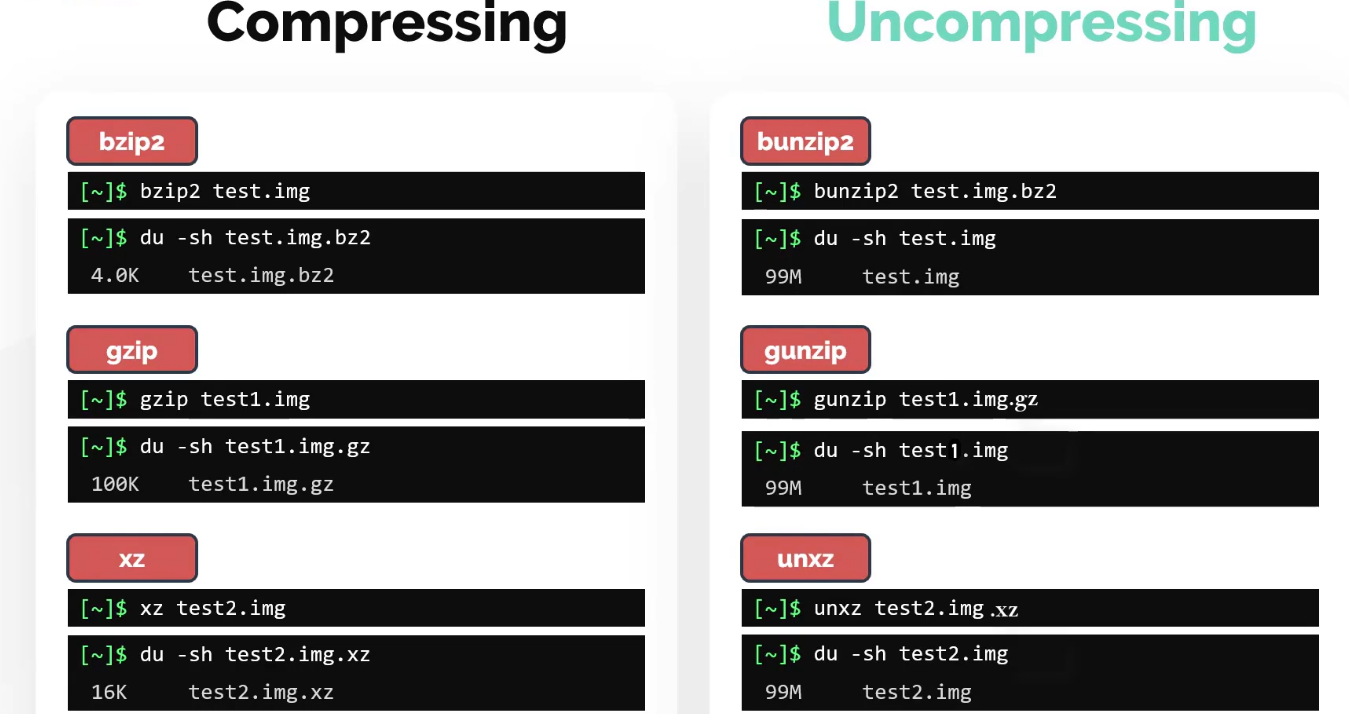 Compressing
bzip2
[~]$ bzip2 test.img
[~]$ du -sh test.img.bz2
4.0K test.img.bz2
gzip
[~]$ gzip test1.img
[~]$ du -sh test1.img.gz
100K test1.img.gz
xz
[~]$ xz test2.img
[~]$ du -sh test2.img.xz
16K test2.img.xz
Uncompressing
bunzip2
[~]$ bunzip2 test.img.bz2
[~]$ du -sh test.img
99M test.img
gunzip
[~]$ gunzip test1.img.gz
[~]$ du -sh test1.img
99M test1.img
unxz
[~]$ unxz test2.img.xz
[~]$ du -sh test2.img
99M test2.img